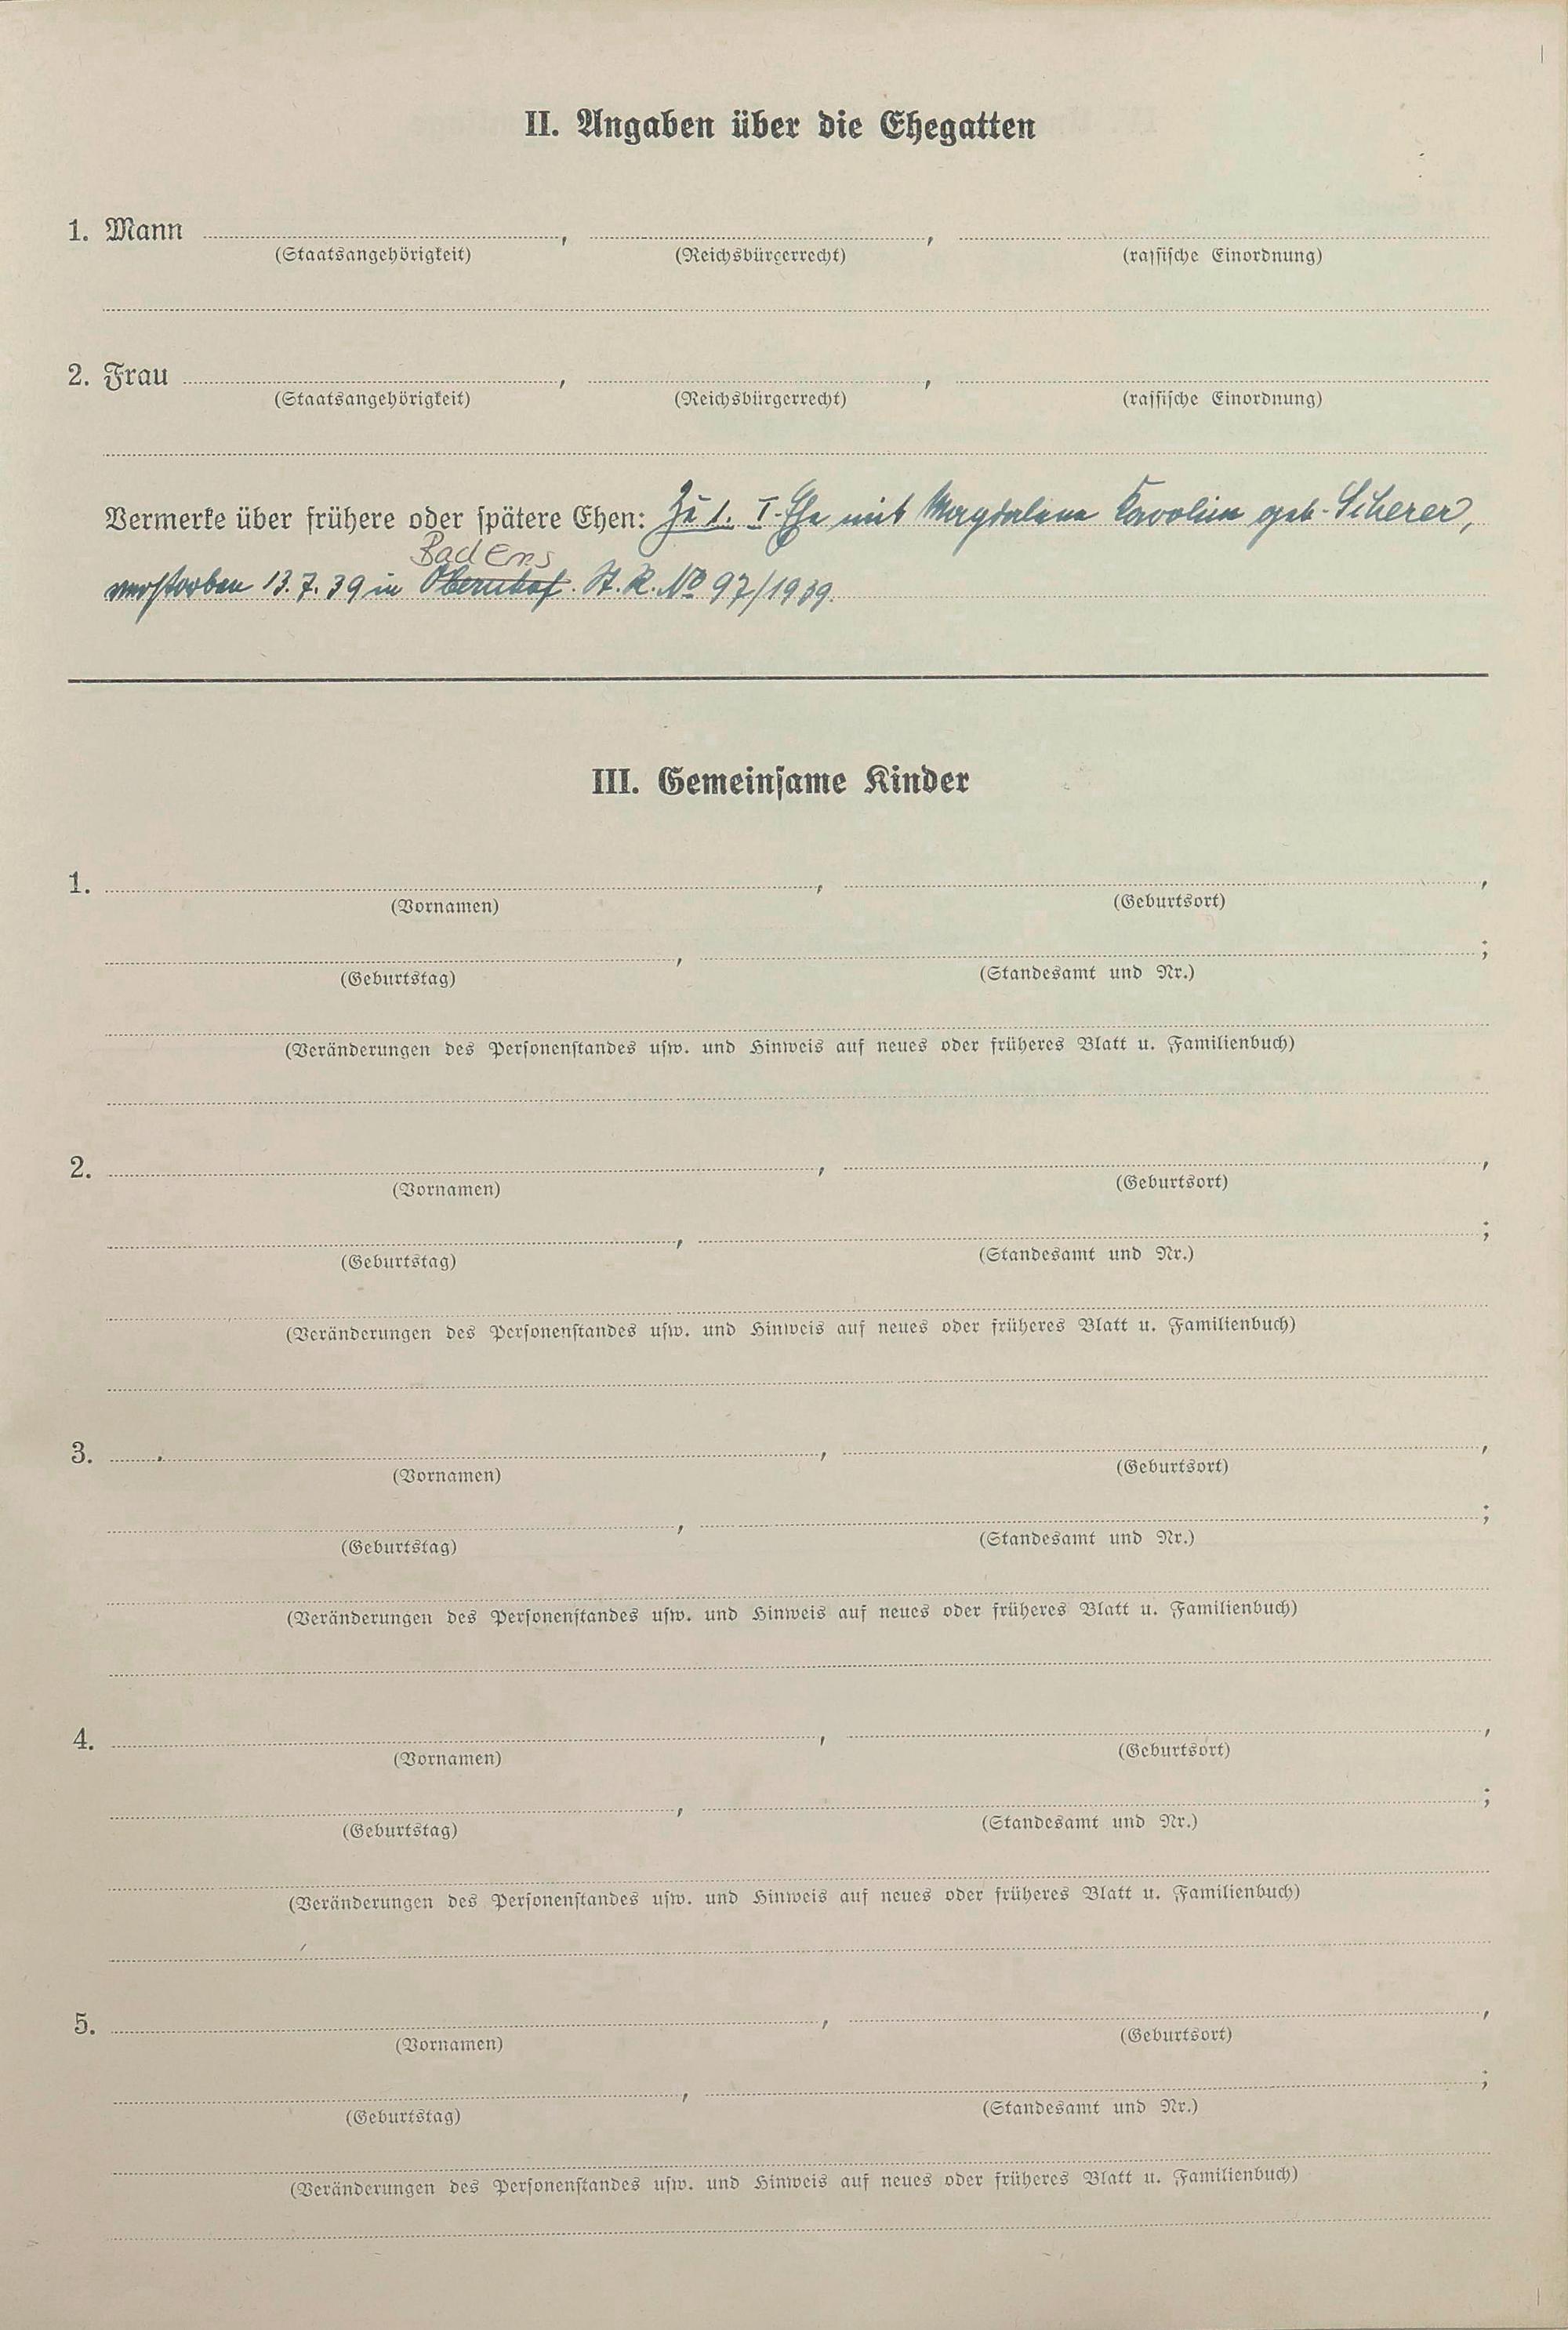 II. Angaben über die Ehegatten
1. Mann , ,
(Staatsangehörigkeit) (Reichsbürgerrecht) (rassische Einordnung)
2. Frau , ,
(Staatsangehörigkeit) (Reichsbürgerrecht) (rassische Einordnung)
Vermerke über frühere oder spätere Ehen: Zu 1. I. Ehe mit Magdalena Karoline geb. Scherer,
Bad Ems
verstorben 13.7.39 in Oberndorf. St. R. No 97/1939.
III. Gemeinsame Kinder
1. , ,
(Vornamen) (Geburtsort)
, ;
(Geburtstag) (Standesamt und Nr.)
(Veränderungen des Personenstandes usw. und Hinweis auf neues oder früheres Blatt u. Familienbuch)
2. , ,
(Vornamen) (Geburtsort)
, ;
(Geburtstag) (Standesamt und Nr.)
(Veränderungen des Personenstandes usw. und Hinweis auf neues oder früheres Blatt u. Familienbuch)
3. , ,
(Vornamen) (Geburtsort)
, ;
(Geburtstag) (Standesamt und Nr.)
(Veränderungen des Personenstandes usw. und Hinweis auf neues oder früheres Blatt u. Familienbuch)
4. , ,
(Vornamen) (Geburtsort)
, ;
(Geburtstag) (Standesamt und Nr.)
(Veränderungen des Personenstandes usw. und Hinweis auf neues oder früheres Blatt u. Familienbuch)
5. , ,
(Vornamen) (Geburtsort)
, ;
(Geburtstag) (Standesamt und Nr.)
(Veränderungen des Personenstandes usw. und Hinweis auf neues oder früheres Blatt u. Familienbuch)